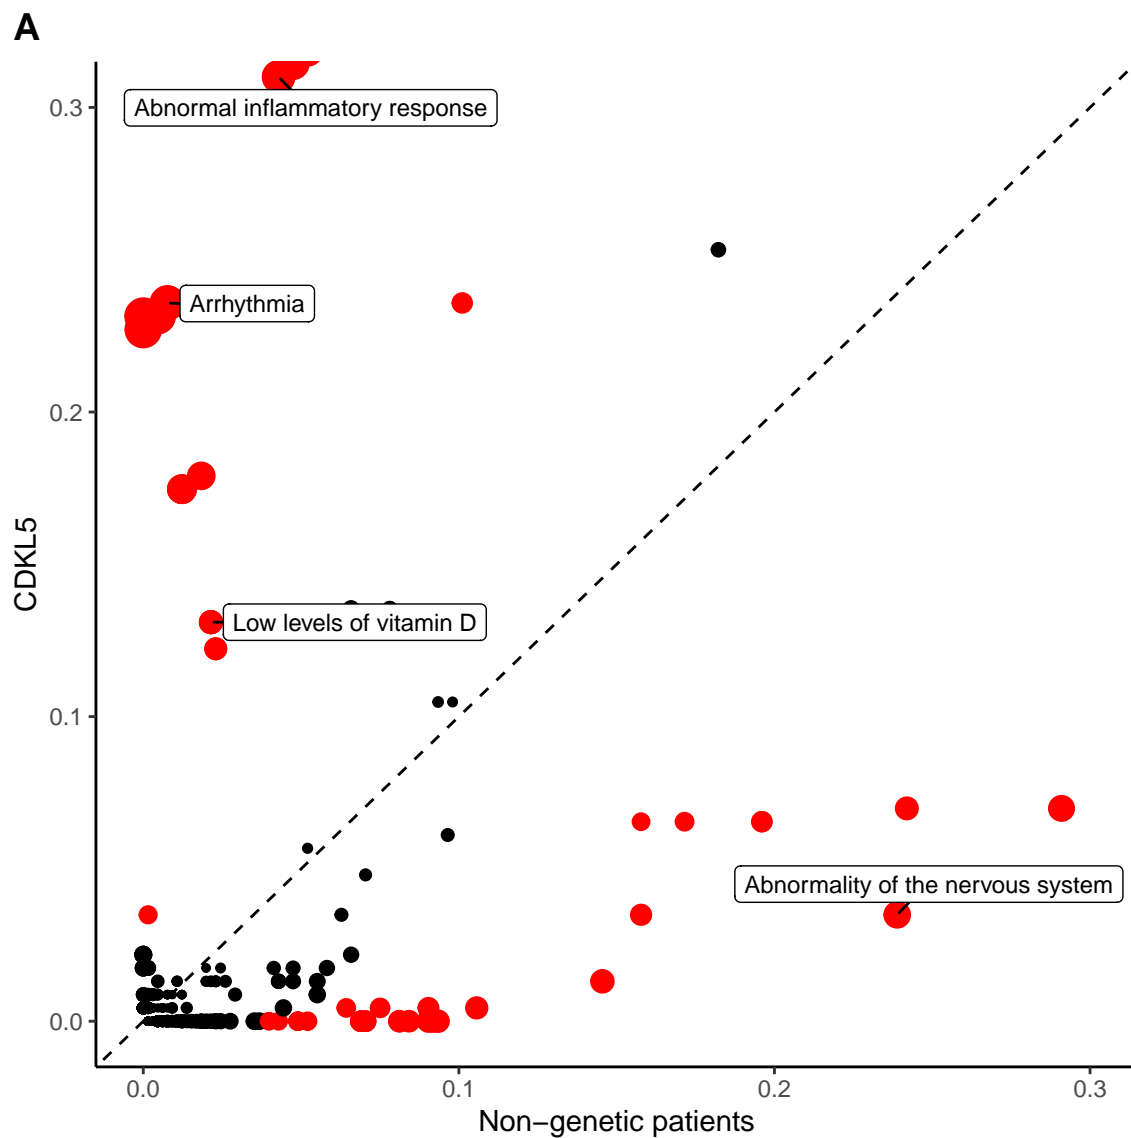 A
0.3
Abnormal inflammatory response
Arrhythmia
0.2
CDKL5
Low levels of vitamin D
0.1
Abnormality of the nervous system
0.0
0.0 0.1 0.2 0.3
Non−genetic patients